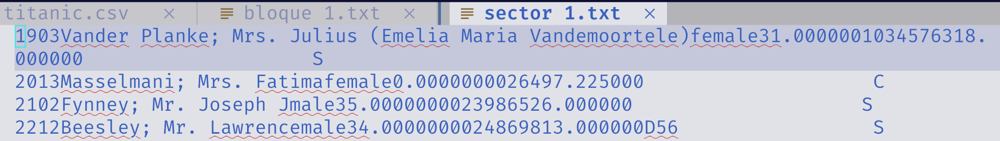 titanic.csv × bloque 1.txt × sector 1.txt ×
1903Vander Planke; Mrs. Julius (Emelia Maria Vandemoortele)female31.0000001034576318.
000000                    S
2013Masselmani; Mrs. Fatimafemale0.0000000026497.225000                    C
2102Fynney; Mr. Joseph Jmale35.0000000023986526.000000                    S
2212Beesley; Mr. Lawrencemale34.0000000024869813.000000D56                 S